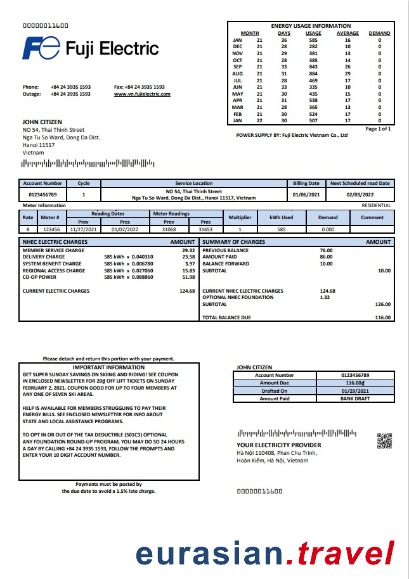 00000011600
Fuji Electric
Phone: +84 24 3935 1593 Fax: +84 24 3935 1593
Outage: +84 24 3935 1593 www.vn.fujielectric.com
ENERGY USAGE INFORMATION
MONTH DAYS USAGE AVERAGE DEMAND
JAN 21 36 585 16 0
DEC 21 28 282 10 0
NOV 21 29 381 13 0
OCT 21 28 385 14 0
SEP 21 33 843 26 0
AUG 21 31 884 29 0
JUL 21 28 469 17 0
JUN 21 33 335 10 0
MAY 21 30 435 15 0
APR 21 31 538 17 0
MAR 21 28 365 13 0
FEB 21 30 524 17 0
JAN 22 30 507 17 0
Page 1 of 1
POWER SUPPLY BY: Fuji Electric Vietnam Co., Ltd
JOHN CITIZEN
NO 54, Thai Thinh Street
Nga Tu So Ward, Dong Da Dist.
Hanoi 11517
Vietnam
Account Number Cycle Service Location Billing Date Next Scheduled read Date
0123456789 1 NO 54, Thai Thinh Street 01/06/2021 02/03/2022
Nga Tu So Ward, Dong Da Dist., Hanoi 11517, Vietnam
Meter Information RESIDENTIAL
Rate Meter # Reading Dates Meter Readings Multiplier kWh Used Demand Comment
Prev Pres Prev Pres
8 123456 11/27/2021 01/02/2022 31068 31653 1 585 0.000
NHEC ELECTRIC CHARGES AMOUNT
MEMBER SERVICE CHARGE 29.32
DELIVERY CHARGE 585 kWh x 0.040310 23.58
SYSTEM BENEFIT CHARGE 585 kWh x 0.006780 3.97
REGIONAL ACCESS CHARGE 585 kWh x 0.027060 15.83
CO-OP POWER 585 kWh x 0.088860 51.98
CURRENT ELECTRIC CHARGES 124.68
SUMMARY OF CHARGES AMOUNT
PREVIOUS BALANCE 76.00
AMOUNT PAID 86.00
BALANCE FORWARD 10.00
SUBTOTAL 10.00
CURRENT NHEC ELECTRIC CHARGES 124.68
OPTIONAL NHEC FOUNDATION 1.32
SUBTOTAL 126.00
TOTAL BALANCE DUE 116.00
Please detach and return this portion with your payment.
IMPORTANT INFORMATION
GET SUPER SUNDAY SAVINGS ON SKIING AND RIDING! SEE COUPON
IN ENCLOSED NEWSLETTER FOR 20₫ OFF LIFT TICKETS ON SUNDAY
FEBRUARY 2, 2021. COUPON GOOD FOR UP TO FOUR MEMBERS AT
ANY ONE OF SEVEN SKI AREAS.
HELP IS AVAILABLE FOR MEMBERS STRUGGLING TO PAY THEIR
ENERGY BILLS. SEE ENCLOSED NEWSLETTER FOR INFO ABOUT
STATE AND LOCAL ASSISTANCE PROGRAMS.
TO OPT IN OR OUT OF THE TAX DEDUCTIBLE (501C3) OPTIONAL
ANY FOUNDATION ROUND-UP PROGRAM, YOU MAY DO SO 24 HOURS
A DAY BY CALLING +84 24 3935 1593, FOLLOW THE PROMPTS AND
ENTER YOUR 10 DIGIT ACCOUNT NUMBER.
Payments must be posted by
the due date to avoid a 1.5% late charge.
JOHN CITIZEN
Account Number 0123456789
Amount Due 116.00₫
Drafted On 01/29/2021
Amount Paid BANK DRAFT
YOUR ELECTRICITY PROVIDER
Hà Nội 110408, Phan Chu Trinh,
Hoàn Kiếm, Hà Nội, Vietnam
00000011600
eurasian.travel